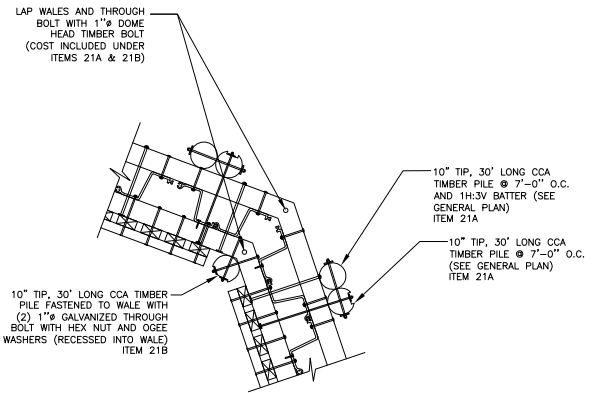 LAP WALES AND THROUGH
BOLT WITH 1''ø DOME
HEAD TIMBER BOLT
(COST INCLUDED UNDER
ITEMS 21A & 21B)
10" TIP, 30' LONG CCA
TIMBER PILE @ 7'-0" O.C.
AND 1H:3V BATTER (SEE
GENERAL PLAN)
ITEM 21A
10" TIP, 30' LONG CCA
TIMBER PILE @ 7'-0" O.C.
(SEE GENERAL PLAN)
ITEM 21A
10" TIP, 30' LONG CCA TIMBER
PILE FASTENED TO WALE WITH
(2) 1"ø GALVANIZED THROUGH
BOLT WITH HEX NUT AND OGEE
WASHERS (RECESSED INTO WALE)
ITEM 21B